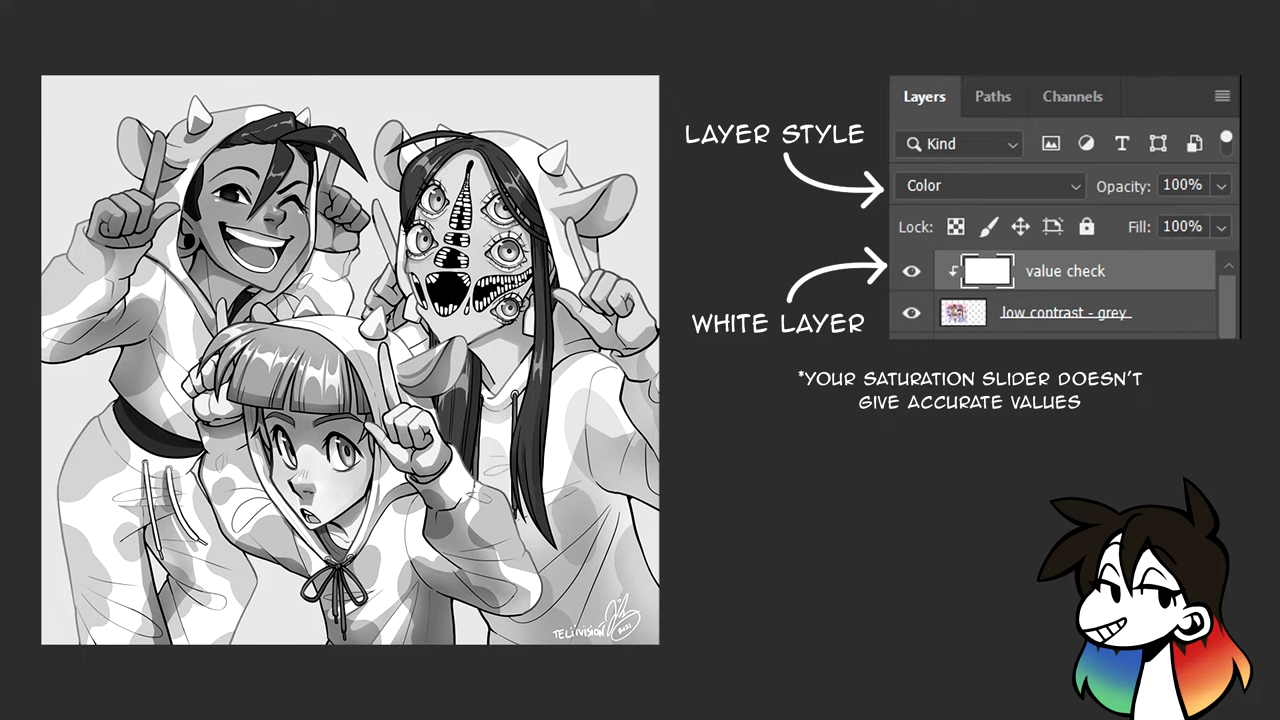 LAYER STYLE
WHITE LAYER
Layers Paths Channels
Kind
Color Opacity: 100%
Lock: Fill: 100%
value check
low contrast - grey
*YOUR SATURATION SLIDER DOESN'T
GIVE ACCURATE VALUES
2021